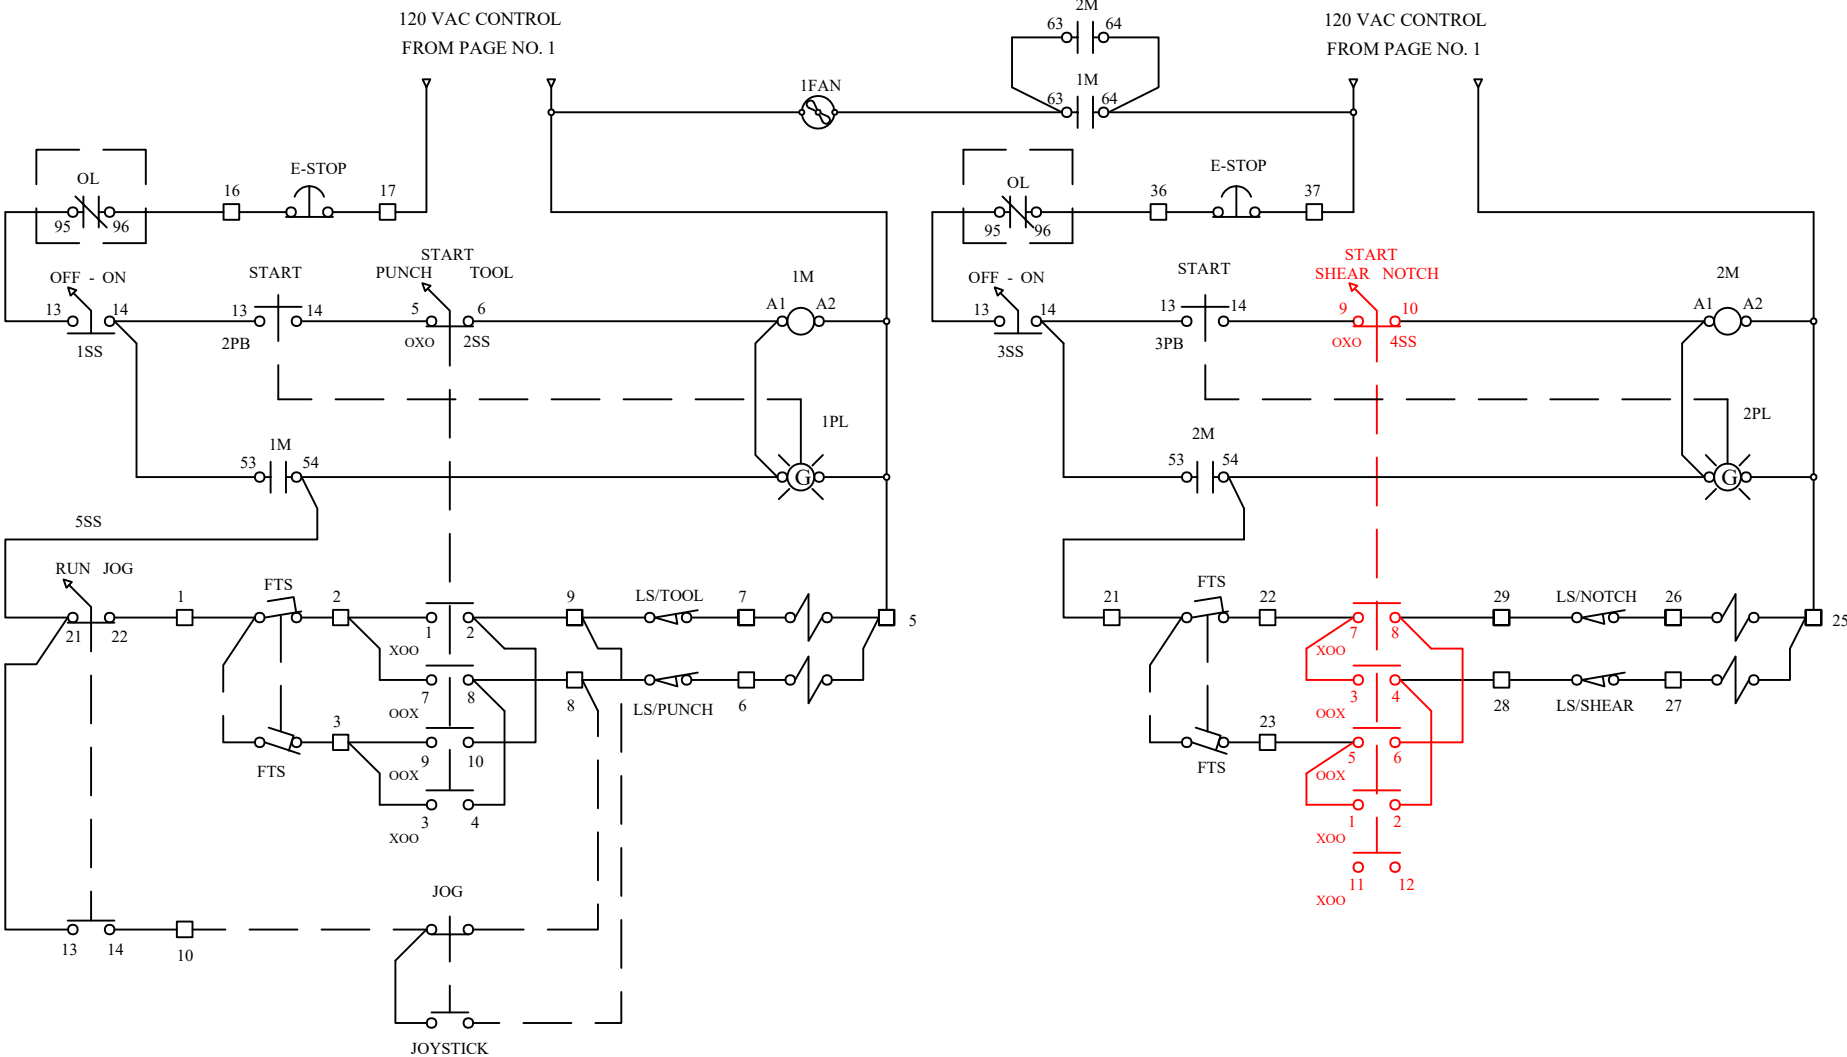 120 VAC CONTROL
FROM PAGE NO. 1
2M
63 64
1M
63 64
1FAN
120 VAC CONTROL
FROM PAGE NO. 1
OL
95 96
16
E-STOP
17
OL
95 96
36
E-STOP
37
OFF - ON
13 14
1SS
START
13 14
2PB
START
PUNCH TOOL
5 6
OXO 2SS
1M
A1 A2
OFF - ON
13 14
3SS
START
13 14
3PB
START
SHEAR NOTCH
9 10
OXO 4SS
2M
A1 A2
1M
53 54
1PL
G
2M
53 54
2PL
G
5SS
RUN JOG
21 22
1
FTS
2
1 2
XOO
9
LS/TOOL
7
5
7 8
OOX
8
LS/PUNCH
6
FTS
3
9 10
OOX
3 4
XOO
21
FTS
22
7 8
XOO
29
LS/NOTCH
26
25
3 4
OOX
28
LS/SHEAR
27
FTS
23
5 6
OOX
1 2
XOO
11 12
XOO
13 14
10
JOG
JOYSTICK